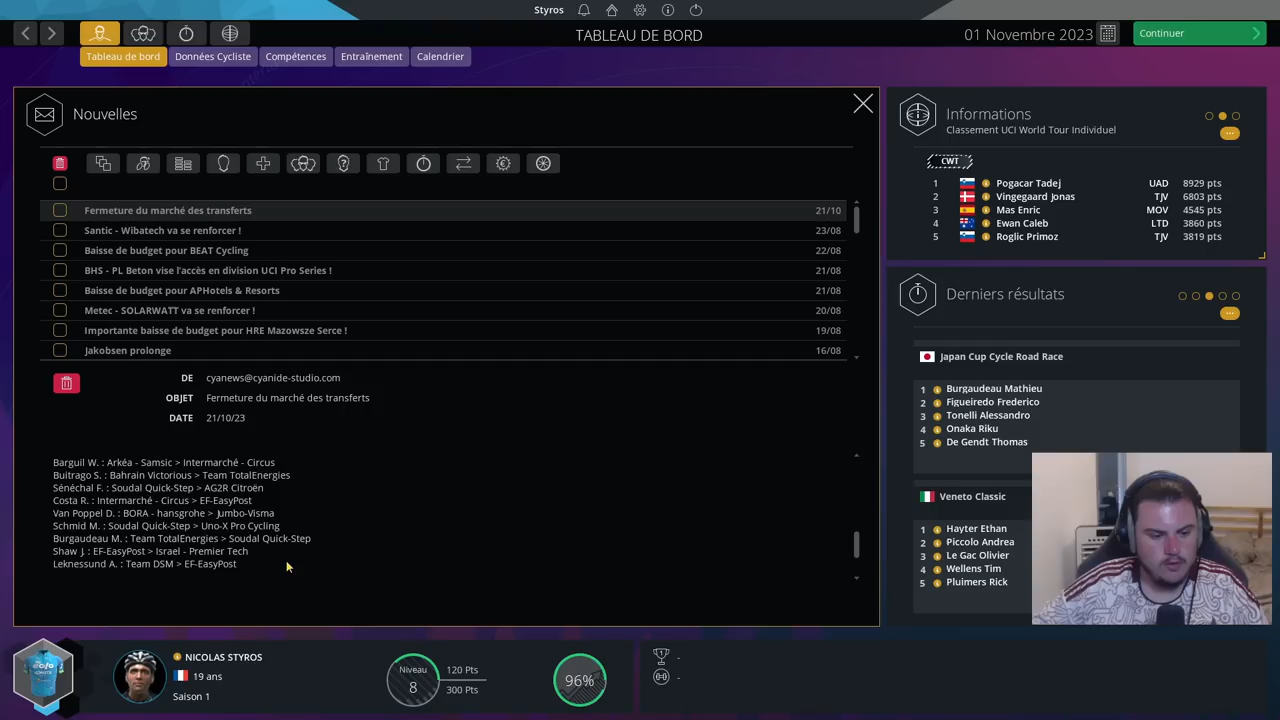 Styros
TABLEAU DE BORD
01 Novembre 2023
Continuer
Tableau de bord
Données Cycliste
Compétences
Entraînement
Calendrier
Nouvelles
Fermeture du marché des transferts 21/10
Santic - Wibatech va se renforcer ! 23/08
Baisse de budget pour BEAT Cycling 22/08
BHS - PL Beton vise l'accès en division UCI Pro Series ! 21/08
Baisse de budget pour APHotels & Resorts 21/08
Metec - SOLARWATT va se renforcer ! 20/08
Importante baisse de budget pour HRE Mazowsze Serce ! 19/08
Jakobsen prolonge 16/08
DE cyanews@cyanide-studio.com
OBJET Fermeture du marché des transferts
DATE 21/10/23
Barguil W. : Arkéa - Samsic > Intermarché - Circus
Buitrago S. : Bahrain Victorious > Team TotalEnergies
Sénéchal F. : Soudal Quick-Step > AG2R Citroën
Costa R. : Intermarché - Circus > EF-EasyPost
Van Poppel D. : BORA - hansgrohe > Jumbo-Visma
Schmid M. : Soudal Quick-Step > Uno-X Pro Cycling
Burgaudeau M. : Team TotalEnergies > Soudal Quick-Step
Shaw J. : EF-EasyPost > Israel - Premier Tech
Leknessund A. : Team DSM > EF-EasyPost
Informations
Classement UCI World Tour Individuel
CWT
1 Pogacar Tadej UAD 8929 pts
2 Vingegaard Jonas TJV 6803 pts
3 Mas Enric MOV 4545 pts
4 Ewan Caleb LTD 3860 pts
5 Roglic Primoz TJV 3819 pts
Derniers résultats
Japan Cup Cycle Road Race
1 Burgaudeau Mathieu
2 Figueiredo Frederico
3 Tonelli Alessandro
4 Onaka Riku
5 De Gendt Thomas
Veneto Classic
1 Hayter Ethan
2 Piccolo Andrea
3 Le Gac Olivier
4 Wellens Tim
5 Pluimers Rick
NICOLAS STYROS
19 ans
Saison 1
Niveau
8
120 Pts
300 Pts
96%
-
-